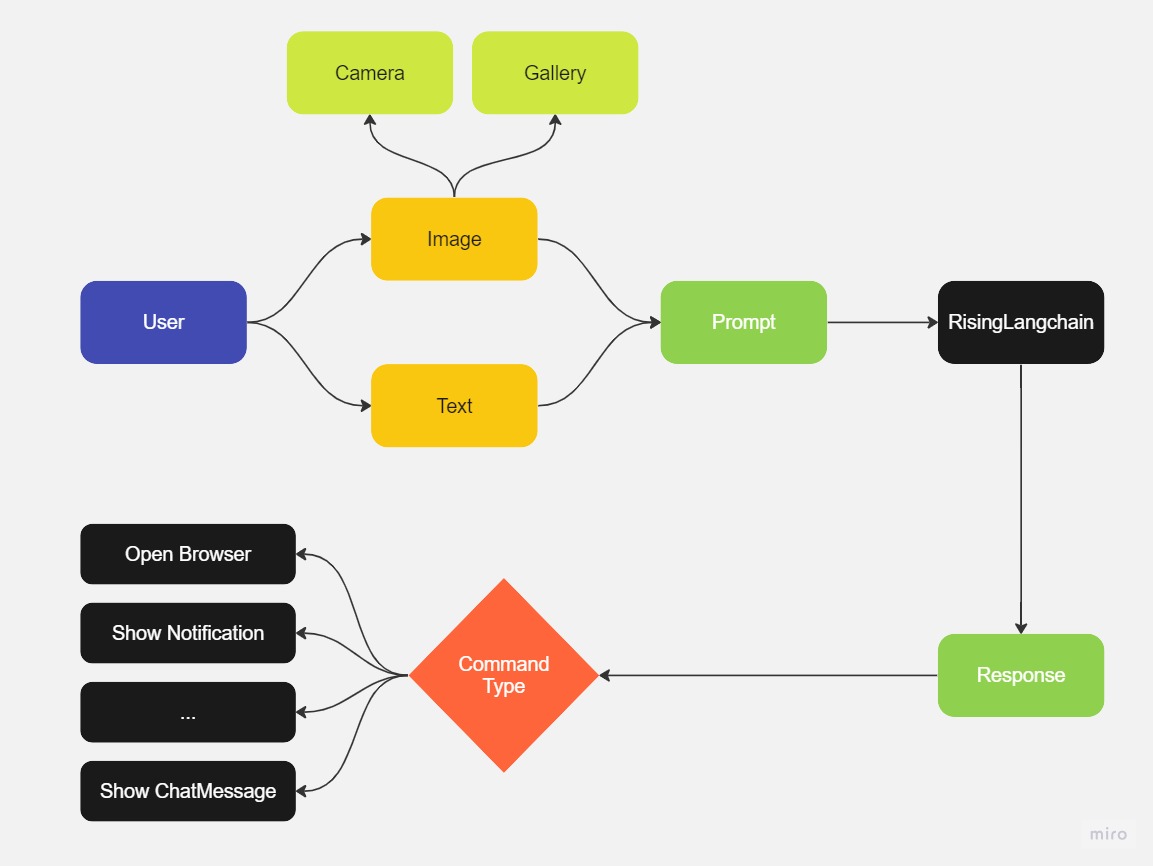 Camera
Gallery
Image
User
Prompt
RisingLangchain
Text
Open Browser
Show Notification
Command
Type
Response
...
Show ChatMessage
miro